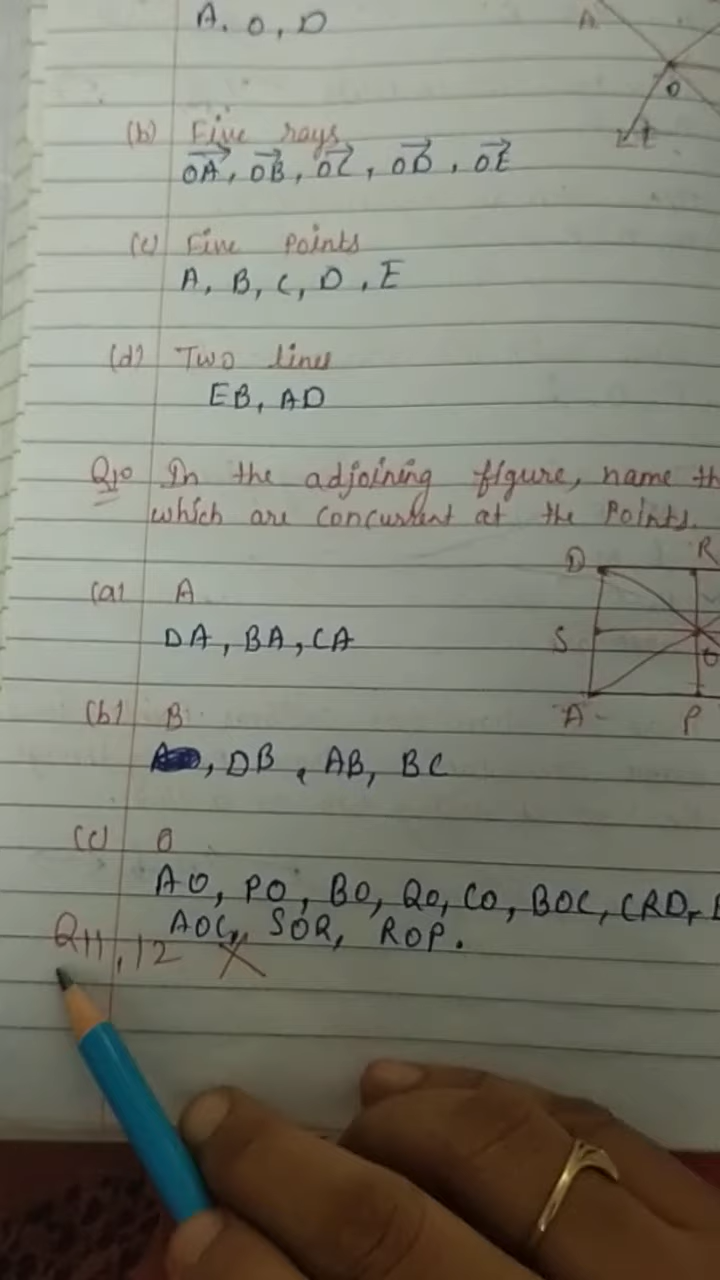 A. O, D
A
O
E
(b) Five rays
OA, OB, OC, OD, OE
(c) Five Points
A, B, C, D, E
(d) Two lines
EB, AD
Q10 In the adjoining figure, name th
which are concurrent at the Points.
D R
(a) A
S O
DA, BA, CA
A P
(b) B
DB, AB, BC
(c) O
AO, PO, BO, QO, CO, BOC, CRD,
AOC, SOQ, ROP.
Q11, 12 X